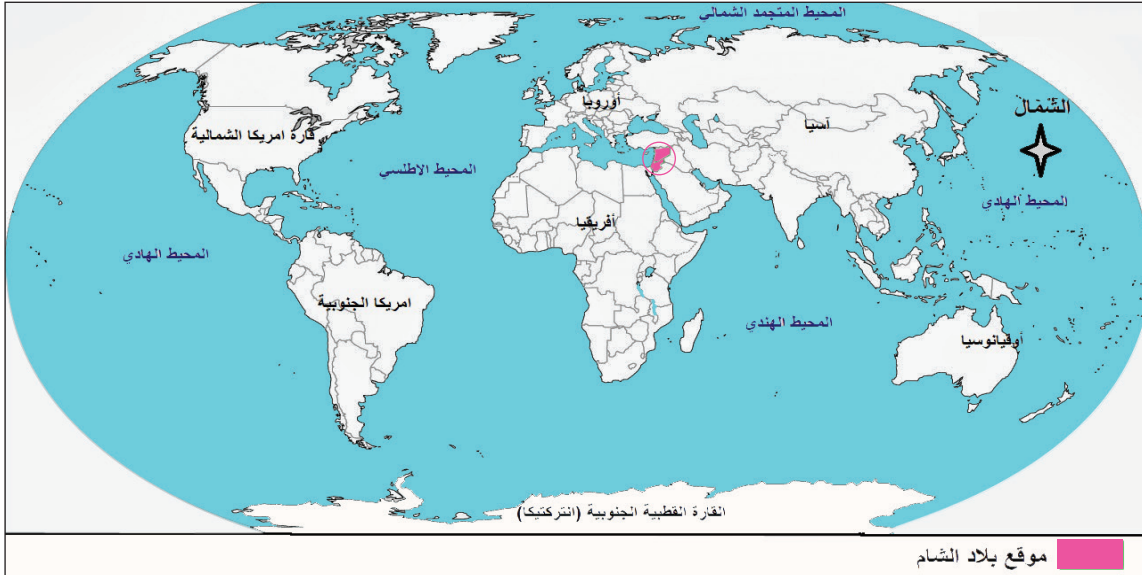 المحيط المتجمد الشمالي
الشمال
أوروبا
آسيا
قارة امريكا الشمالية
المحيط الاطلسي
المحيط الهادي
أفريقيا
المحيط الهادي
امريكا الجنوبية
المحيط الهندي
أوقيانوسيا
القارة القطبية الجنوبية (انتركتيكا)
موقع بلاد الشام